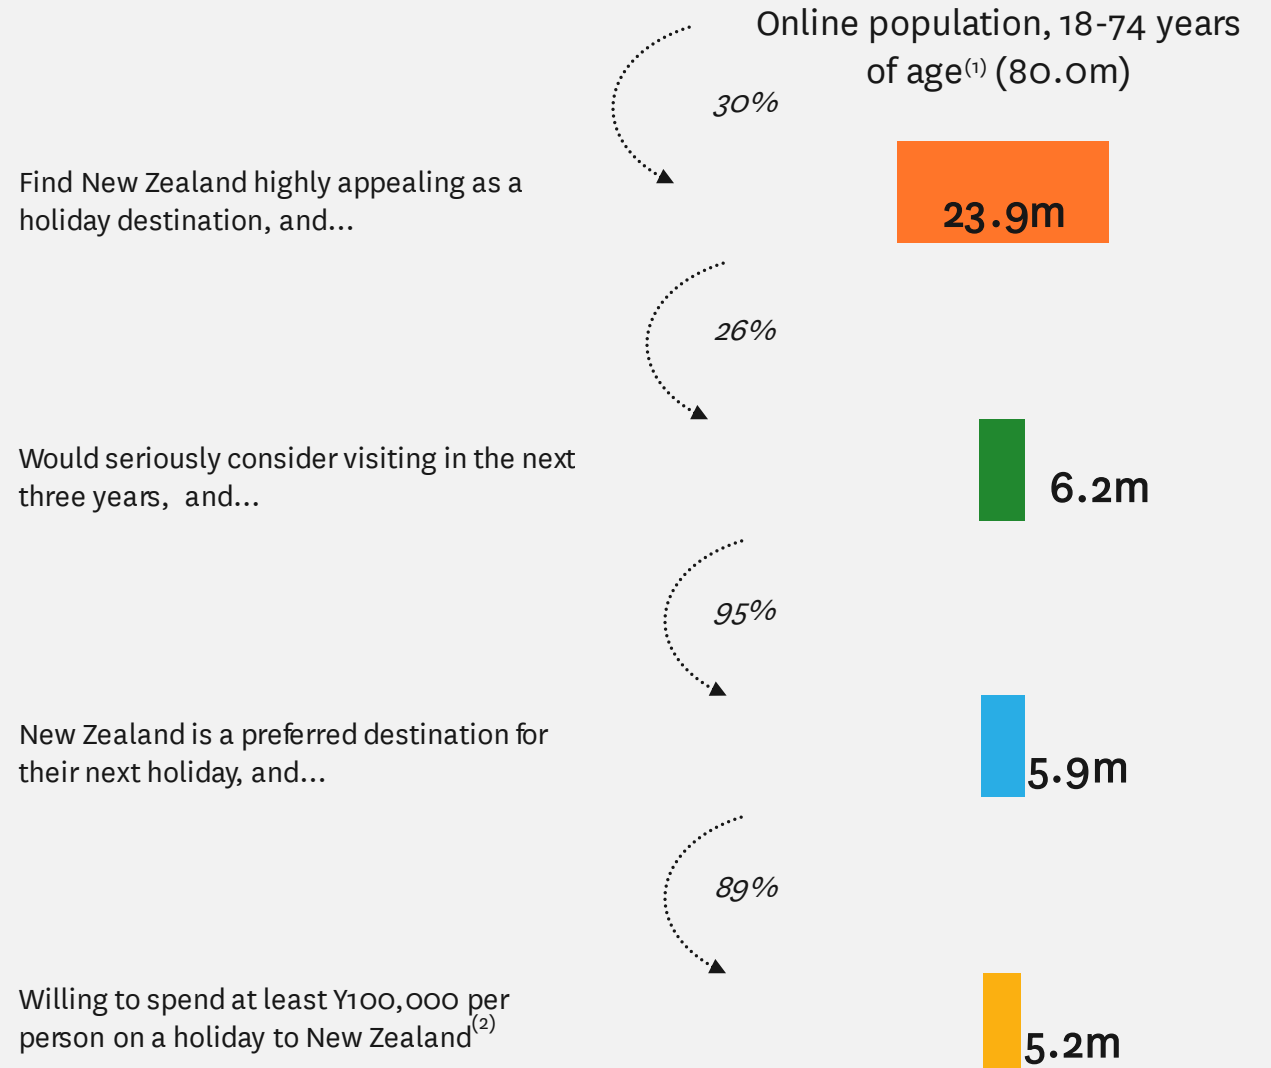 Online population, 18-74 years
of age(1) (80.0m)
30%
Find New Zealand highly appealing as a
holiday destination, and...
23.9m
26%
Would seriously consider visiting in the next
three years,  and...
6.2m
95%
New Zealand is a preferred destination for
their next holiday, and...
5.9m
89%
Willing to spend at least Y100,000 per
person on a holiday to New Zealand(2)
5.2m